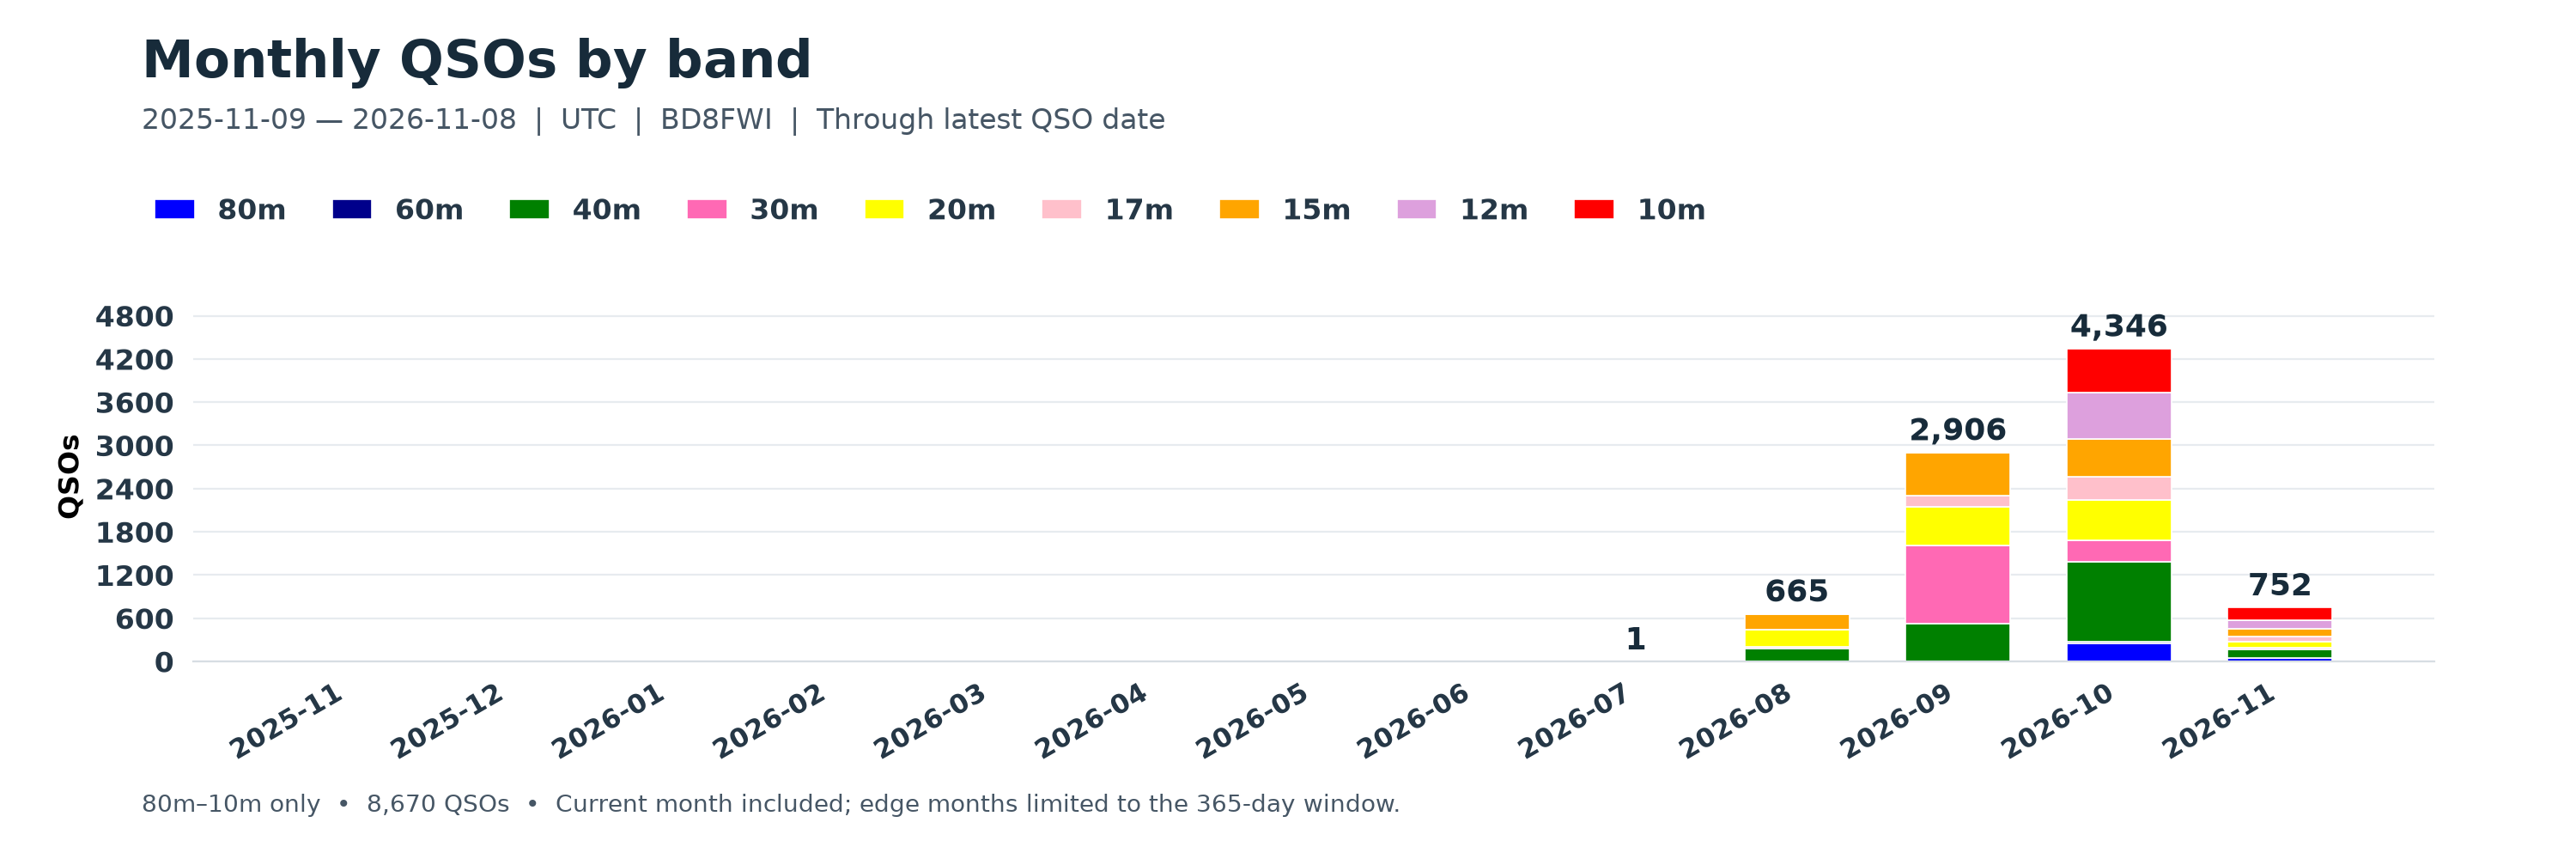 Monthly QSOs by band
2025-11-09 — 2026-11-08 | UTC | BD8FWI | Through latest QSO date
80m 60m 40m 30m 20m 17m 15m 12m 10m
QSOs
4800
4200
3600
3000
2400
1800
1200
600
0
1
665
2,906
4,346
752
2025-11 2025-12 2026-01 2026-02 2026-03 2026-04 2026-05 2026-06 2026-07 2026-08 2026-09 2026-10 2026-11
80m–10m only • 8,670 QSOs • Current month included; edge months limited to the 365-day window.